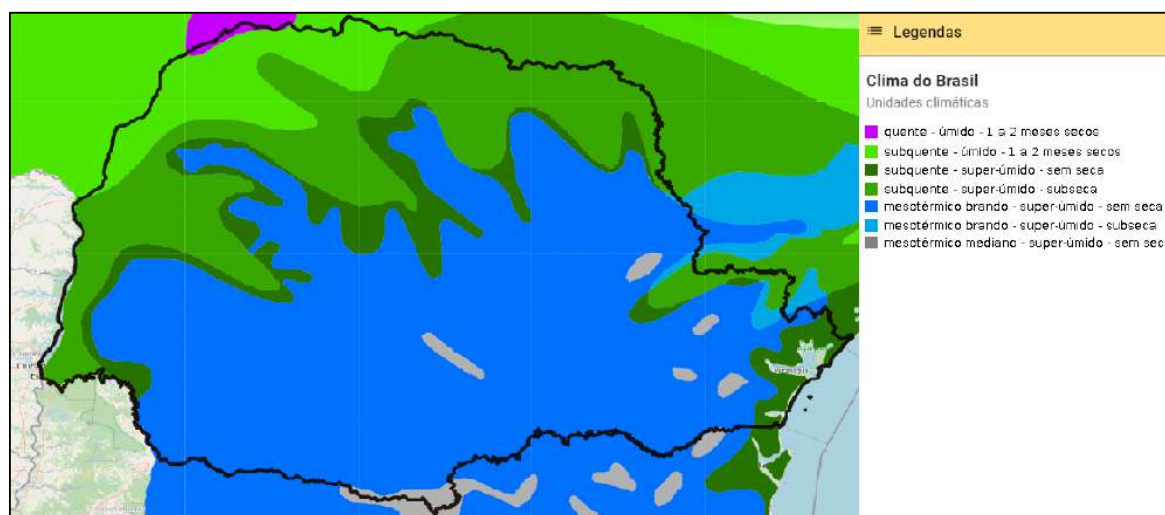 Legendas
Clima do Brasil
Unidades climáticas
quente - úmido - 1 a 2 meses secos
subquente - úmido - 1 a 2 meses secos
subquente - super-úmido - sem seca
subquente - super-úmido - subseca
mesotérmico brando - super-úmido - sem seca
mesotérmico brando - super-úmido - subseca
mesotérmico mediano - super-úmido - sem sec